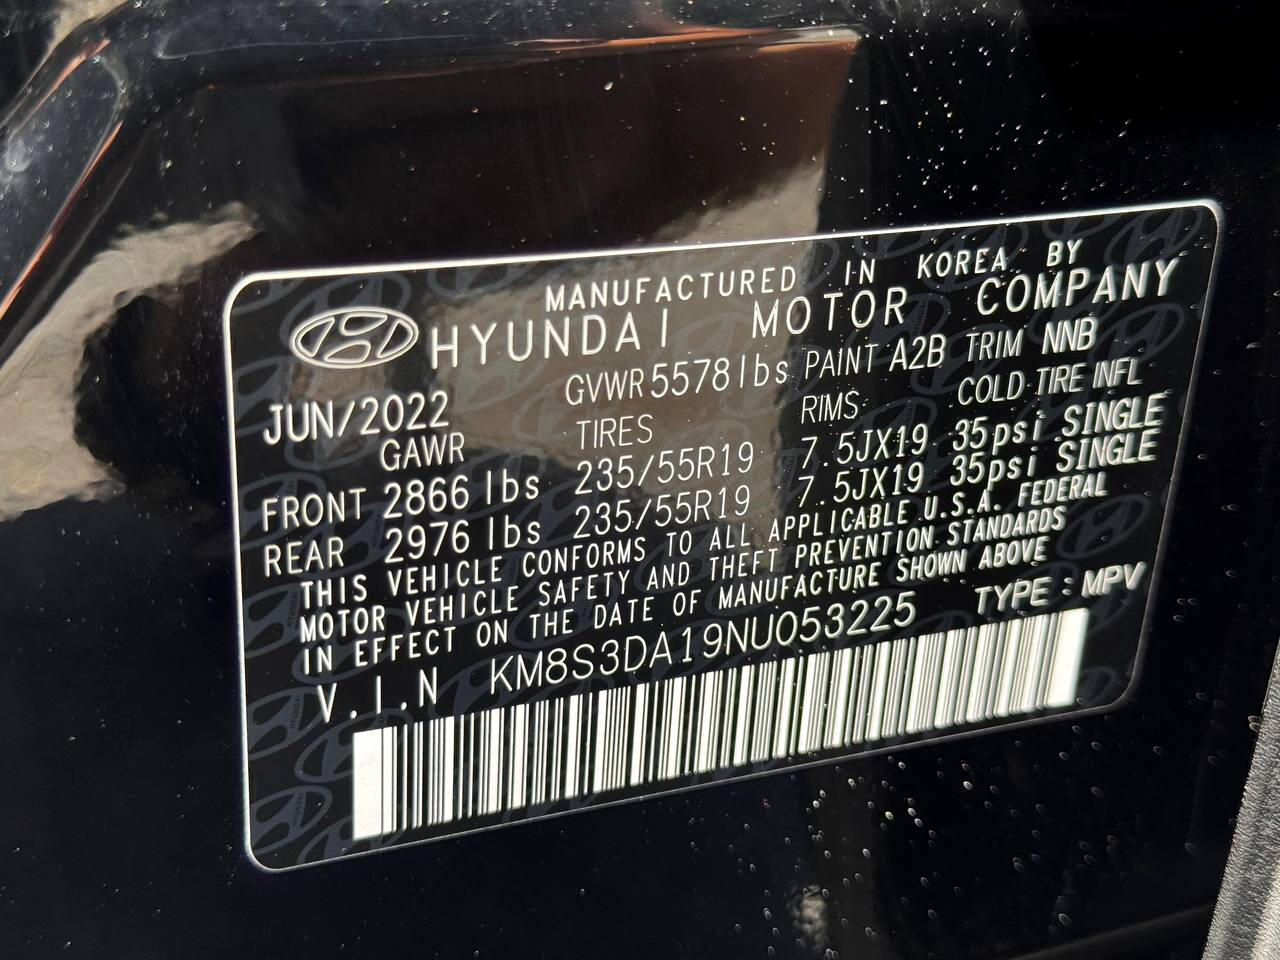 MANUFACTURED IN KOREA BY
HYUNDAI MOTOR COMPANY
JUN/2022 GVWR 5578 lbs PAINT A2B TRIM NNB
GAWR TIRES RIMS COLD TIRE INFL
FRONT 2866 lbs 235/55R19 7.5JX19 35psi SINGLE
REAR 2976 lbs 235/55R19 7.5JX19 35psi SINGLE
THIS VEHICLE CONFORMS TO ALL APPLICABLE U.S.A. FEDERAL
MOTOR VEHICLE SAFETY AND THEFT PREVENTION STANDARDS
IN EFFECT ON THE DATE OF MANUFACTURE SHOWN ABOVE
V.I.N KM8S3DA19NU053225 TYPE : MPV